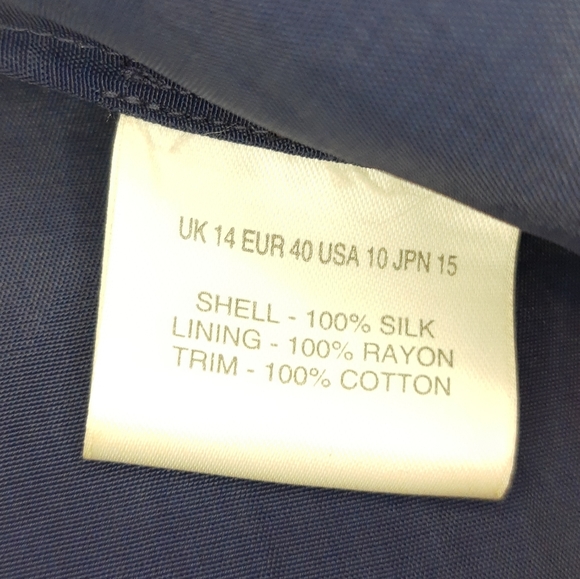 UK 14 EUR 40 USA 10 JPN 15
SHELL - 100% SILK
LINING - 100% RAYON
TRIM - 100% COTTON